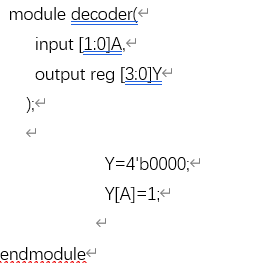 module decoder(
input [1:0]A,
output reg [3:0]Y
);
Y=4'b0000;
Y[A]=1;
endmodule